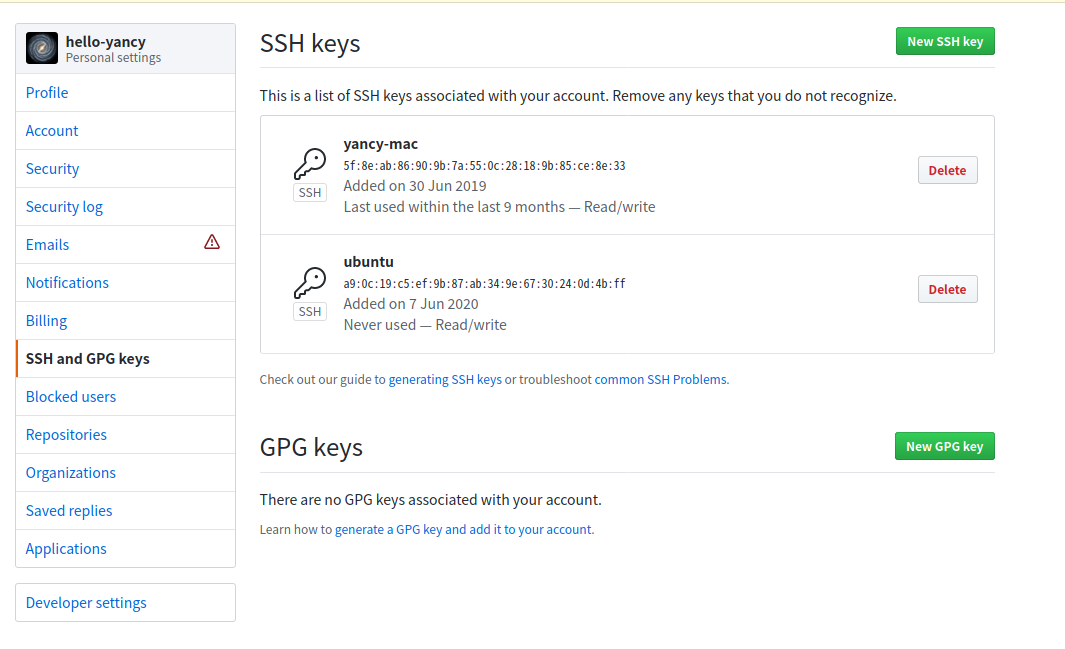 hello-yancy
Personal settings
Profile
Account
Security
Security log
Emails
Notifications
Billing
SSH and GPG keys
Blocked users
Repositories
Organizations
Saved replies
Applications
Developer settings
SSH keys
New SSH key
This is a list of SSH keys associated with your account. Remove any keys that you do not recognize.
yancy-mac
5f:8e:ab:86:90:9b:7a:55:0c:28:18:9b:85:ce:8e:33
SSH
Added on 30 Jun 2019
Last used within the last 9 months — Read/write
Delete
ubuntu
a9:0c:19:c5:ef:9b:87:ab:34:9e:67:30:24:0d:4b:ff
SSH
Added on 7 Jun 2020
Never used — Read/write
Delete
Check out our guide to generating SSH keys or troubleshoot common SSH Problems.
GPG keys
New GPG key
There are no GPG keys associated with your account.
Learn how to generate a GPG key and add it to your account.